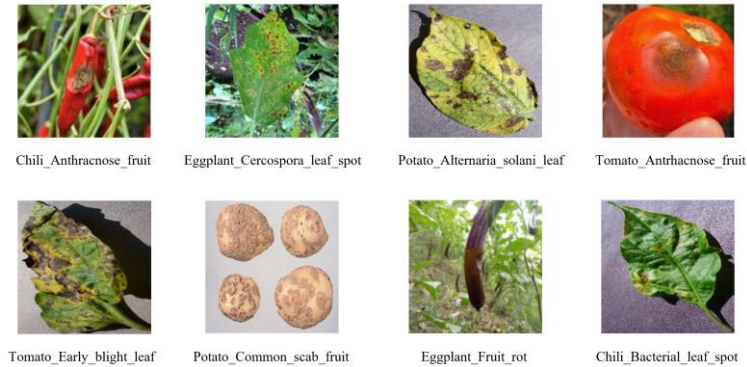 Chili_Anthracnose_fruit
Eggplant_Cercospora_leaf_spot
Potato_Alternaria_solani_leaf
Tomato_Antrhacnose_fruit
Tomato_Early_blight_leaf
Potato_Common_scab_fruit
Eggplant_Fruit_rot
Chili_Bacterial_leaf_spot